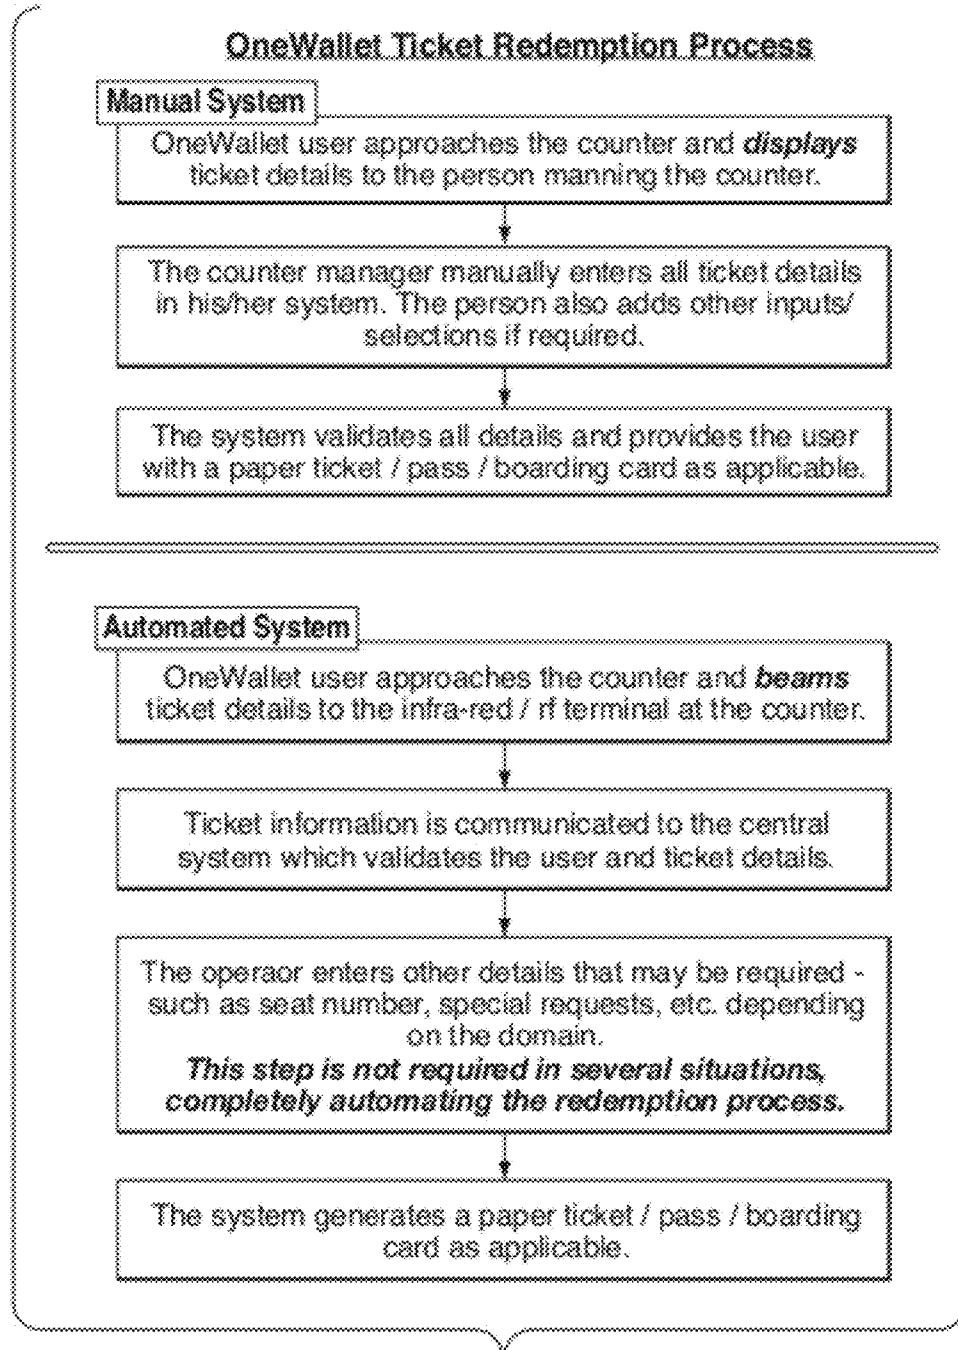 OneWallet Ticket Redemption Process
Manual System
OneWallet user approaches the counter and displays
ticket details to the person manning the counter.
The counter manager manually enters all ticket details
in his/her system. The person also adds other inputs/
selections if required.
The system validates all details and provides the user
with a paper ticket / pass / boarding card as applicable.
Automated System
OneWallet user approaches the counter and beams
ticket details to the infra-red / rf terminal at the counter.
Ticket information is communicated to the central
system which validates the user and ticket details.
The operaor enters other details that may be required -
such as seat number, special requests, etc. depending
on the domain.
This step is not required in several situations,
completely automating the redemption process.
The system generates a paper ticket / pass / boarding
card as applicable.